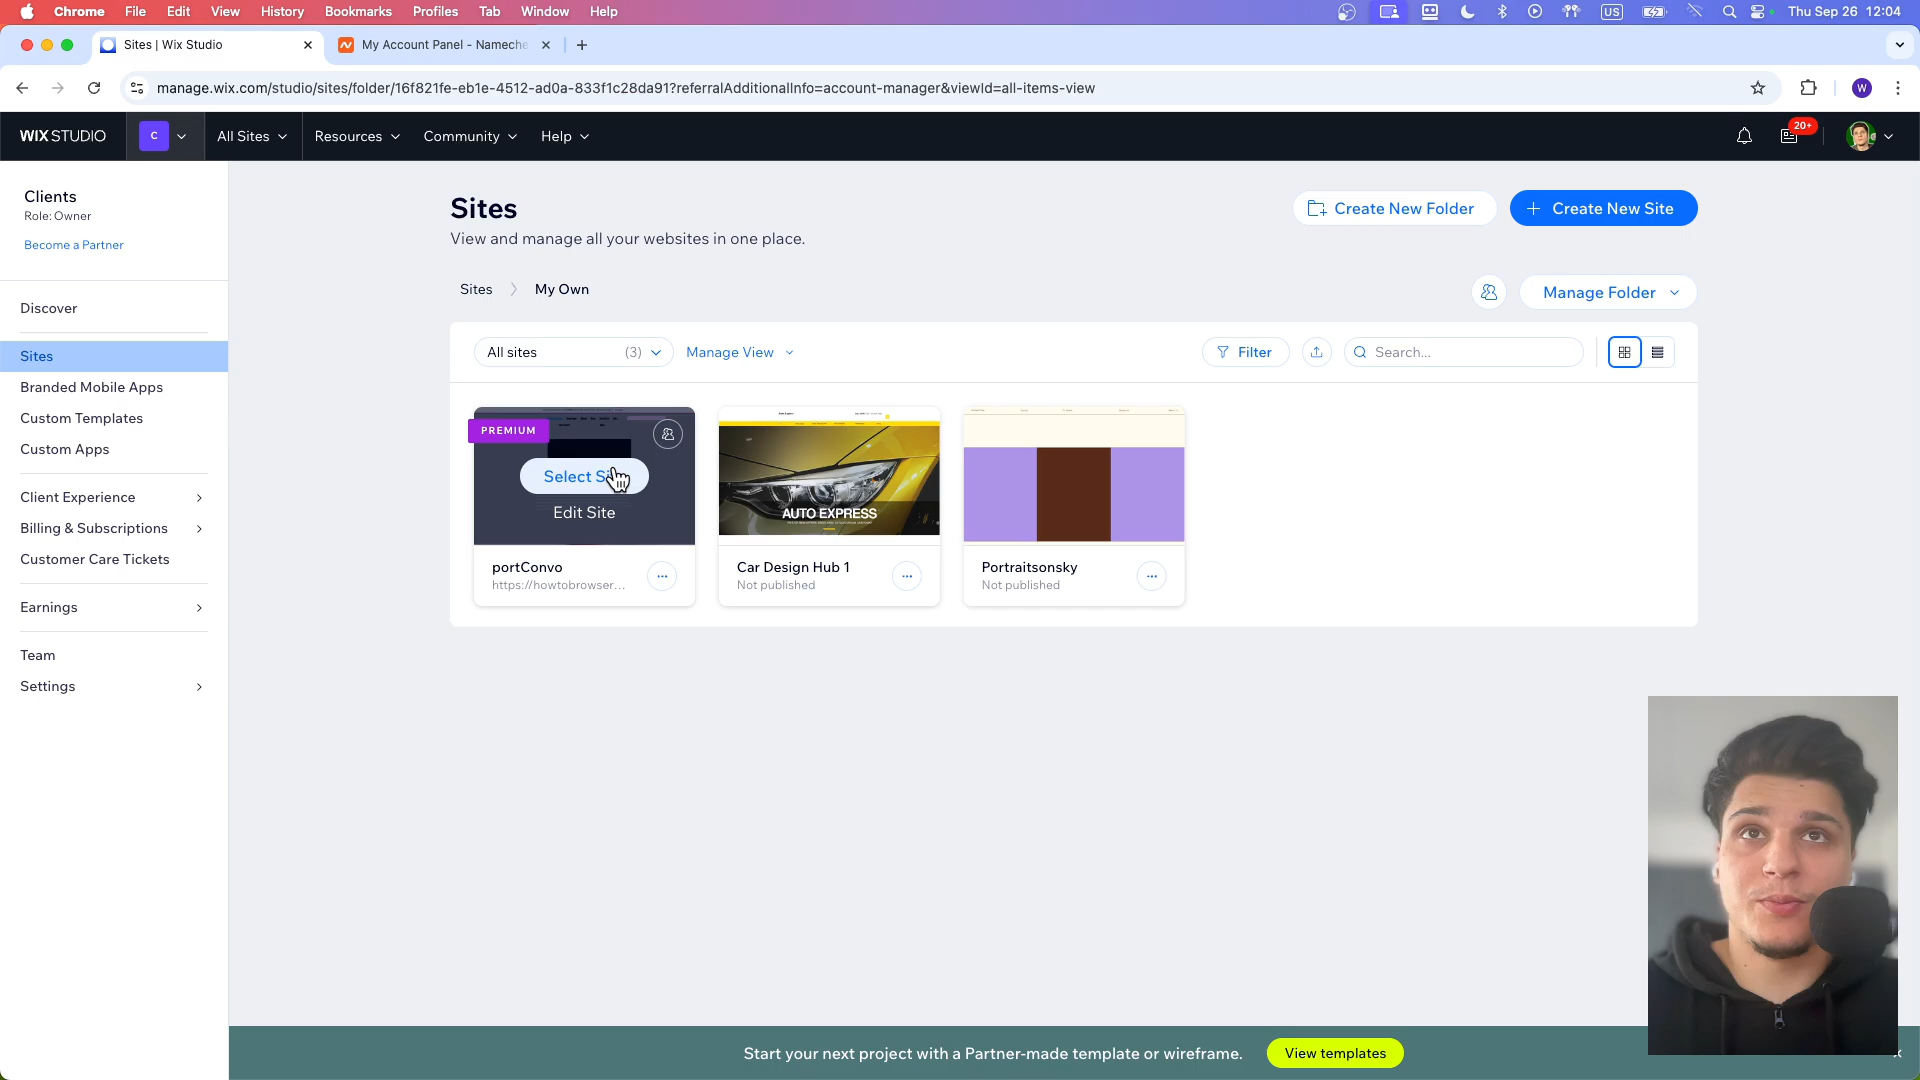 Chrome File Edit View History Bookmarks Profiles Tab Window Help US Thu Sep 26 12:04
Sites | Wix Studio My Account Panel - Nameche
manage.wix.com/studio/sites/folder/16f821fe-eb1e-4512-ad0a-833f1c28da91?referralAdditionalInfo=account-manager&viewId=all-items-view W
WIX STUDIO C All Sites Resources Community Help 20+
Clients
Role: Owner
Become a Partner
Discover
Sites
Branded Mobile Apps
Custom Templates
Custom Apps
Client Experience
Billing & Subscriptions
Customer Care Tickets
Earnings
Team
Settings
Sites
View and manage all your websites in one place.
Create New Folder + Create New Site
Sites > My Own
Manage Folder
All sites (3) Manage View Filter Search...
PREMIUM
Select Si
Edit Site
portConvo
https://howtobrowser...
AUTO EXPRESS
Car Design Hub 1
Not published
Portraitsonsky
Not published
Start your next project with a Partner-made template or wireframe. View templates